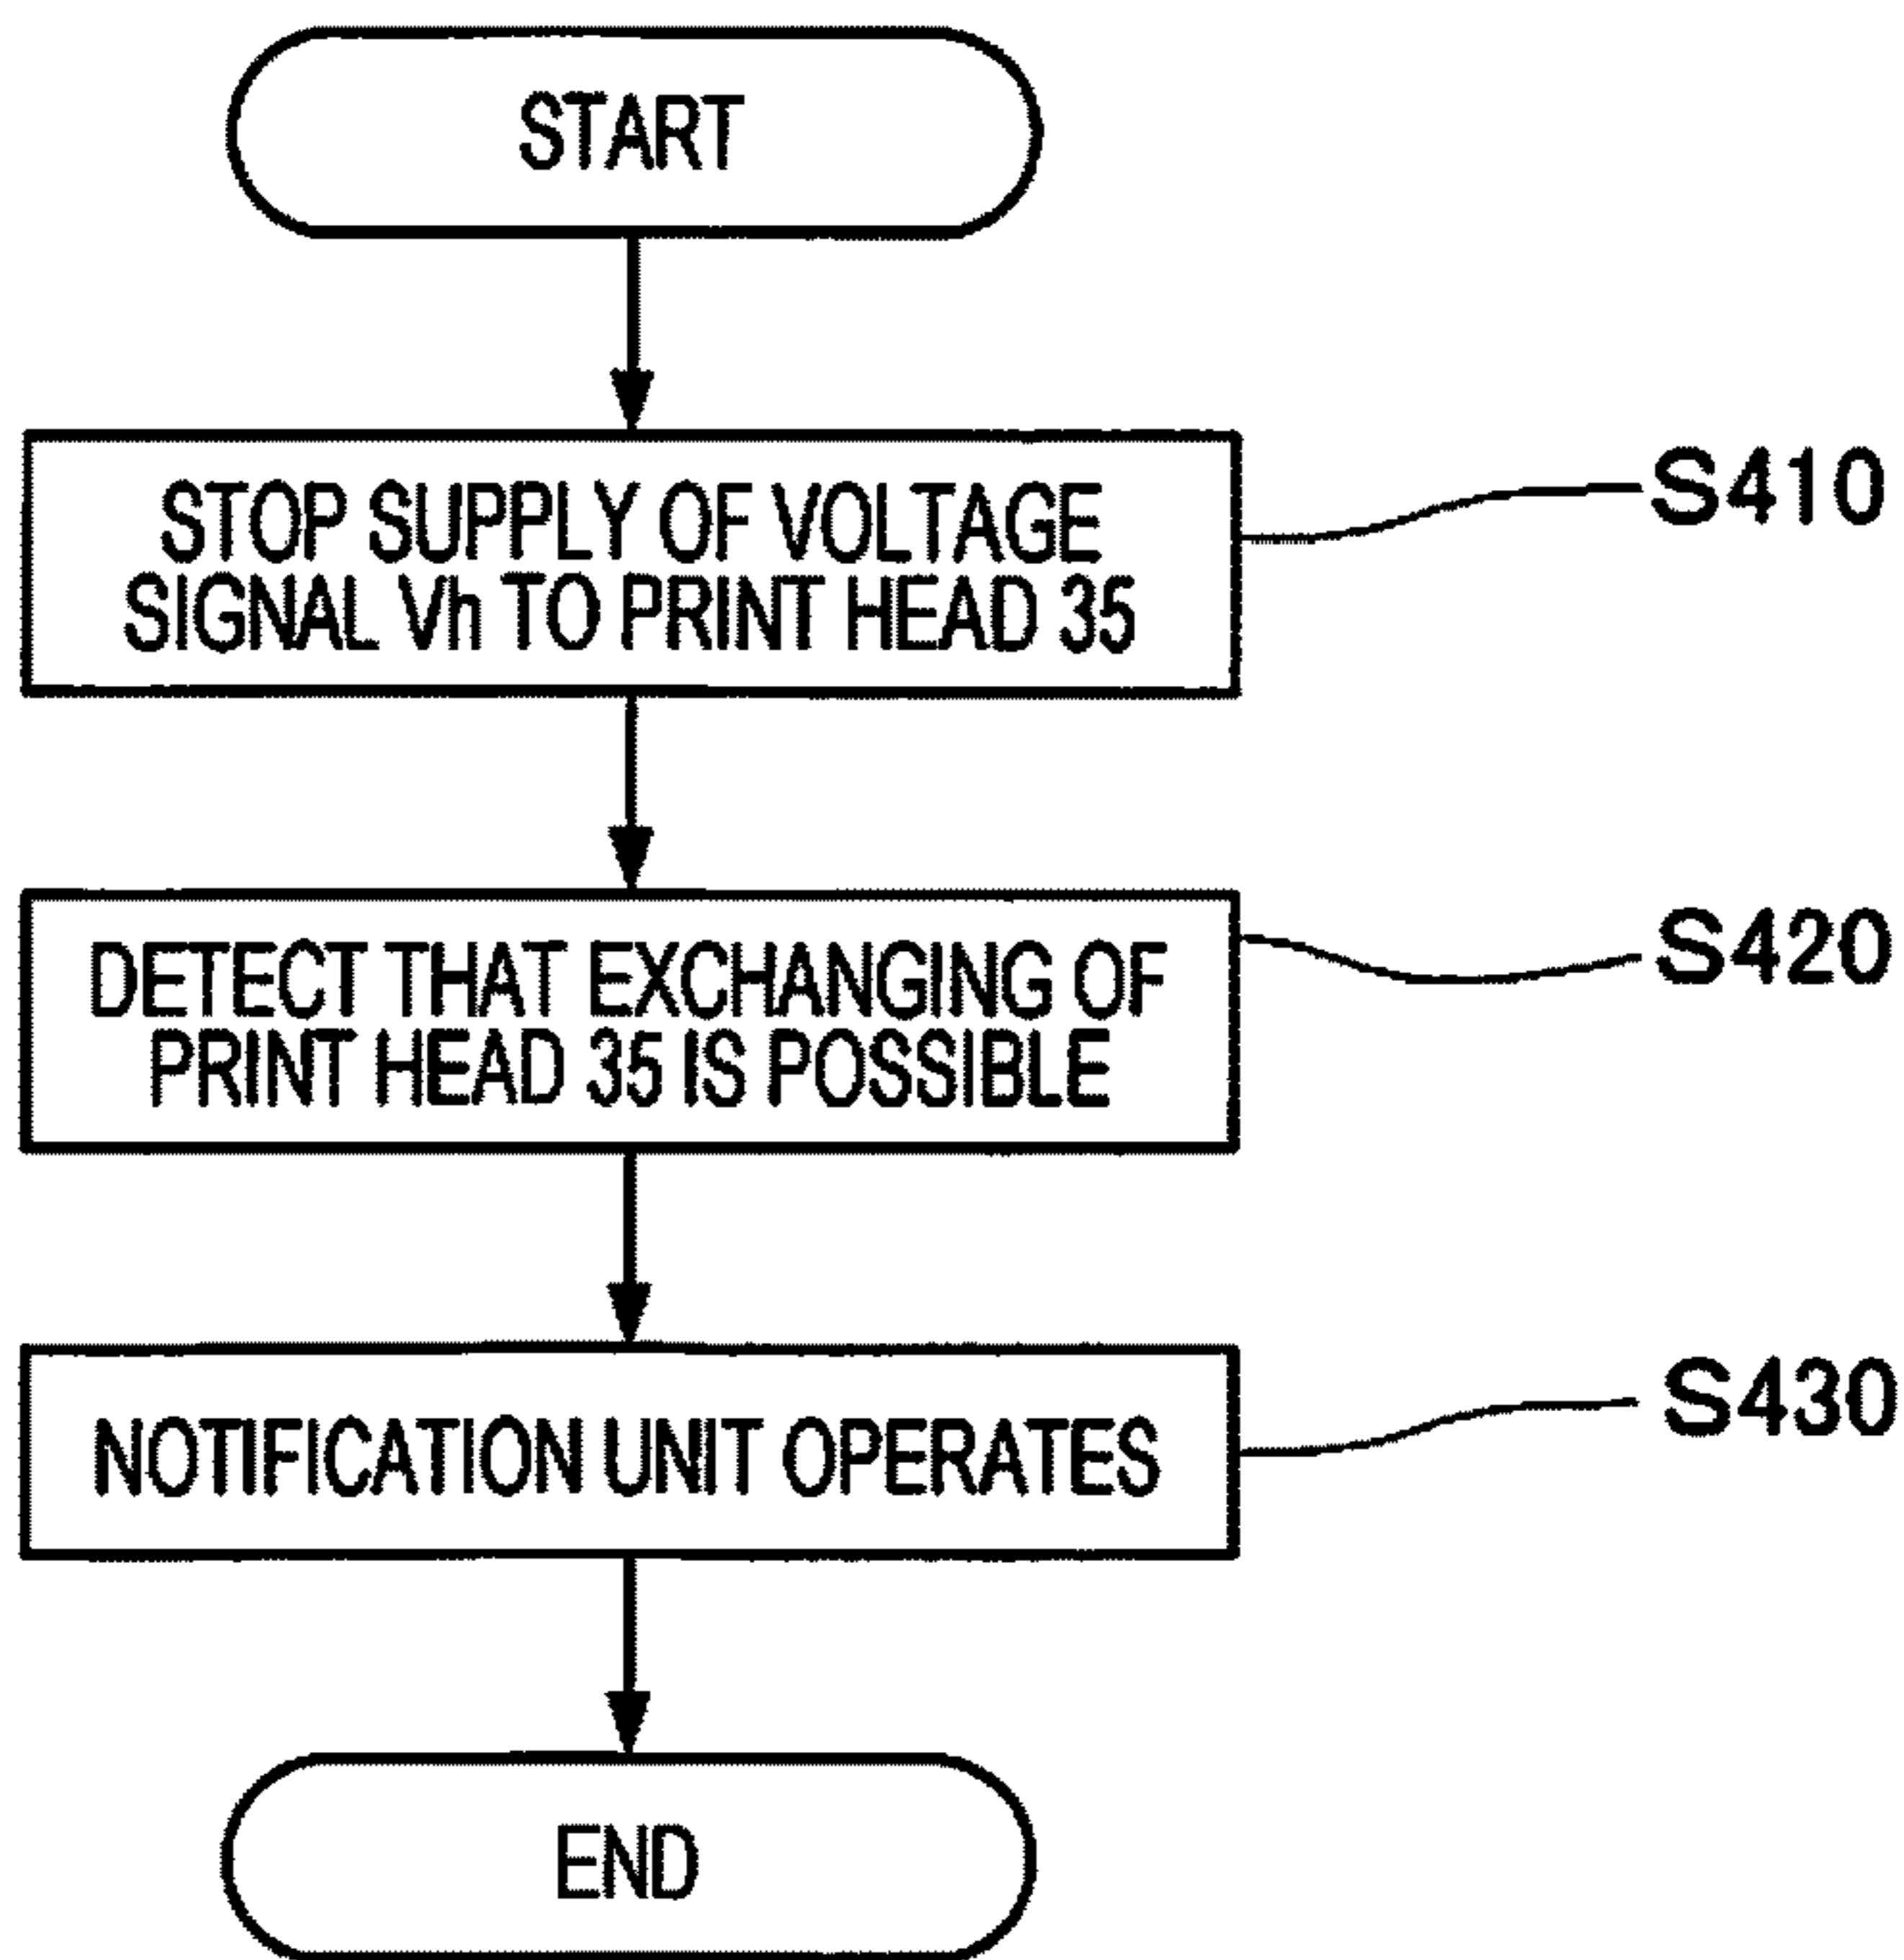 START
STOP SUPPLY OF VOLTAGE
SIGNAL Vh TO PRINT HEAD 35
S410
DETECT THAT EXCHANGING OF
PRINT HEAD 35 IS POSSIBLE
S420
NOTIFICATION UNIT OPERATES
S430
END